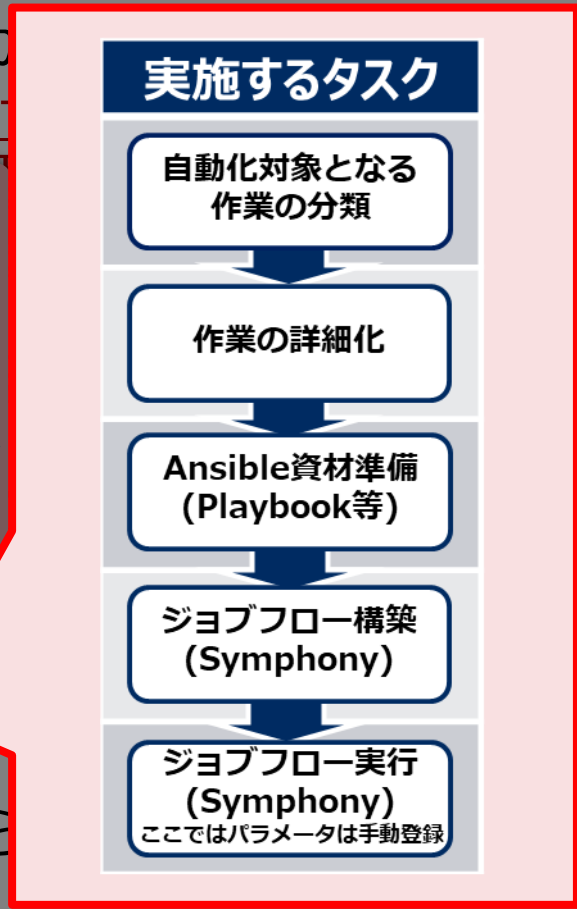 実施するタスク
自動化対象となる
作業の分類
作業の詳細化
Ansible資材準備
(Playbook等)
ジョブフロー構築
(Symphony)
ジョブフロー実行
(Symphony)
ここではパラメータは手動登録